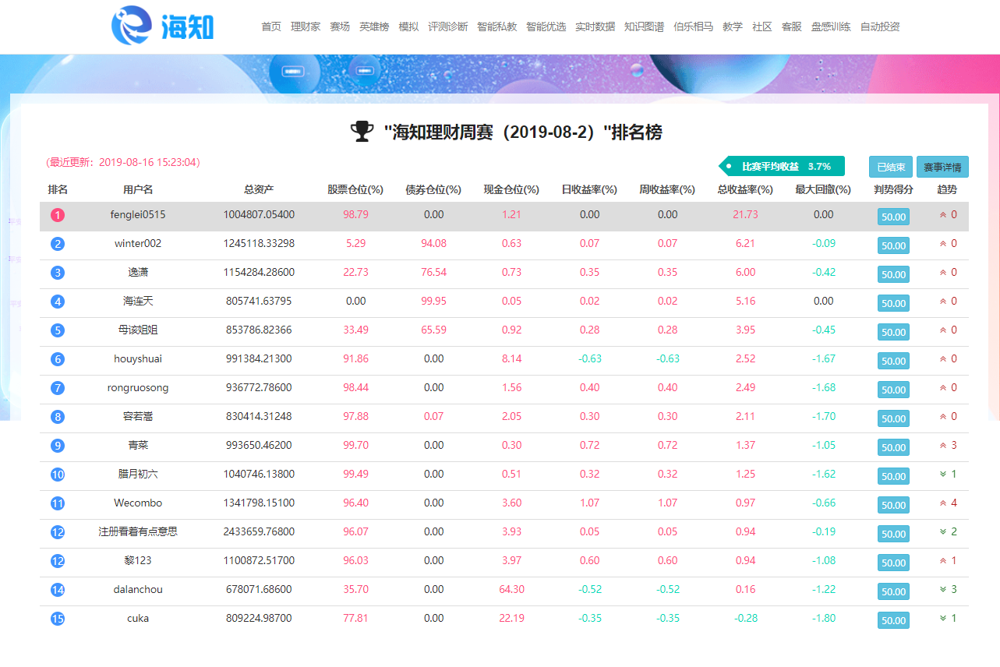 海知 首页 理财家 赛场 英雄榜 模拟 评测诊断 智能私教 智能优选 实时数据 知识图谱 伯乐相马 教学 社区 客服 盘感训练 自动投资
"海知理财周赛（2019-08-2）"排名榜
(最近更新：2019-08-16 15:23:04) 比赛平均收益 3.7% 已结束 赛事详情
排名 用户名 总资产 股票仓位(%) 债券仓位(%) 现金仓位(%) 日收益率(%) 周收益率(%) 总收益率(%) 最大回撤(%) 判势得分 趋势
1 fenglei0515 1004807.05400 98.79 0.00 1.21 0.00 0.00 21.73 0.00 50.00 0
2 winter002 1245118.33298 5.29 94.08 0.63 0.07 0.07 6.21 -0.09 50.00 0
3 逸潇 1154284.28600 22.73 76.54 0.73 0.35 0.35 6.00 -0.42 50.00 0
4 海连天 805741.63795 0.00 99.95 0.05 0.02 0.02 5.16 0.00 50.00 0
5 母该姐姐 853786.82366 33.49 65.59 0.92 0.28 0.28 3.95 -0.45 50.00 0
6 houyshuai 991384.21300 91.86 0.00 8.14 -0.63 -0.63 2.52 -1.67 50.00 0
7 rongruosong 936772.78600 98.44 0.00 1.56 0.40 0.40 2.49 -1.68 50.00 0
8 容若嵩 830414.31248 97.88 0.07 2.05 0.30 0.30 2.11 -1.70 50.00 0
9 青菜 993650.46200 99.70 0.00 0.30 0.72 0.72 1.37 -1.05 50.00 3
10 腊月初六 1040746.13800 99.49 0.00 0.51 0.32 0.32 1.25 -1.62 50.00 1
11 Wecombo 1341798.15100 96.40 0.00 3.60 1.07 1.07 0.97 -0.66 50.00 4
12 注册看着有点意思 2433659.76800 96.07 0.00 3.93 0.05 0.05 0.94 -0.19 50.00 2
12 黎123 1100872.51700 96.03 0.00 3.97 0.60 0.60 0.94 -1.08 50.00 1
14 dalanchou 678071.68600 35.70 0.00 64.30 -0.52 -0.52 0.16 -1.22 50.00 3
15 cuka 809224.98700 77.81 0.00 22.19 -0.35 -0.35 -0.28 -1.80 50.00 1